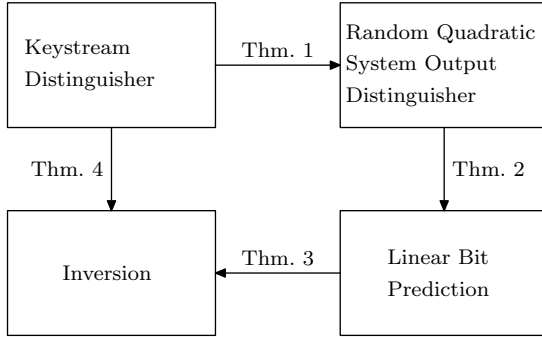 Keystream
Distinguisher
Thm. 1
Random Quadratic
System Output
Distinguisher
Thm. 4
Thm. 2
Inversion
Thm. 3
Linear Bit
Prediction